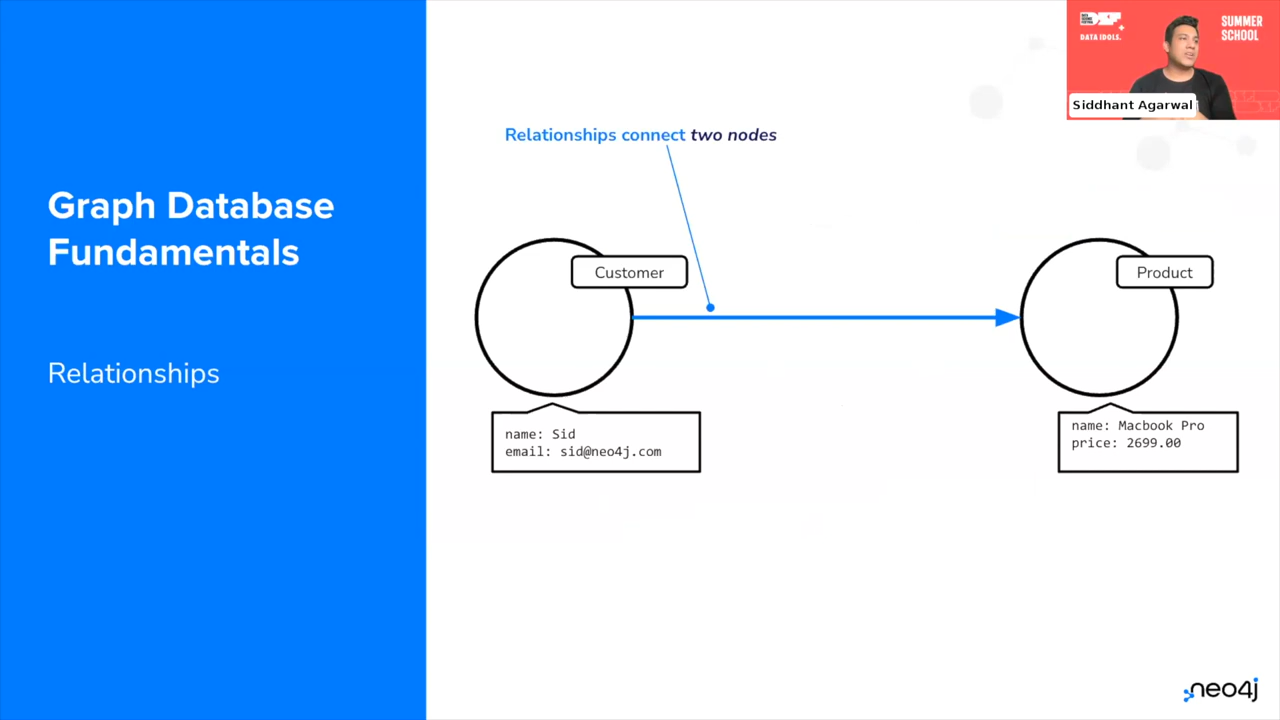 Graph Database
Fundamentals
Relationships
Relationships connect two nodes
Customer
Product
name: Sid
email: sid@neo4j.com
name: Macbook Pro
price: 2699.00
DATA IDOLS.
SUMMER
SCHOOL
Siddhant Agarwal
neo4j